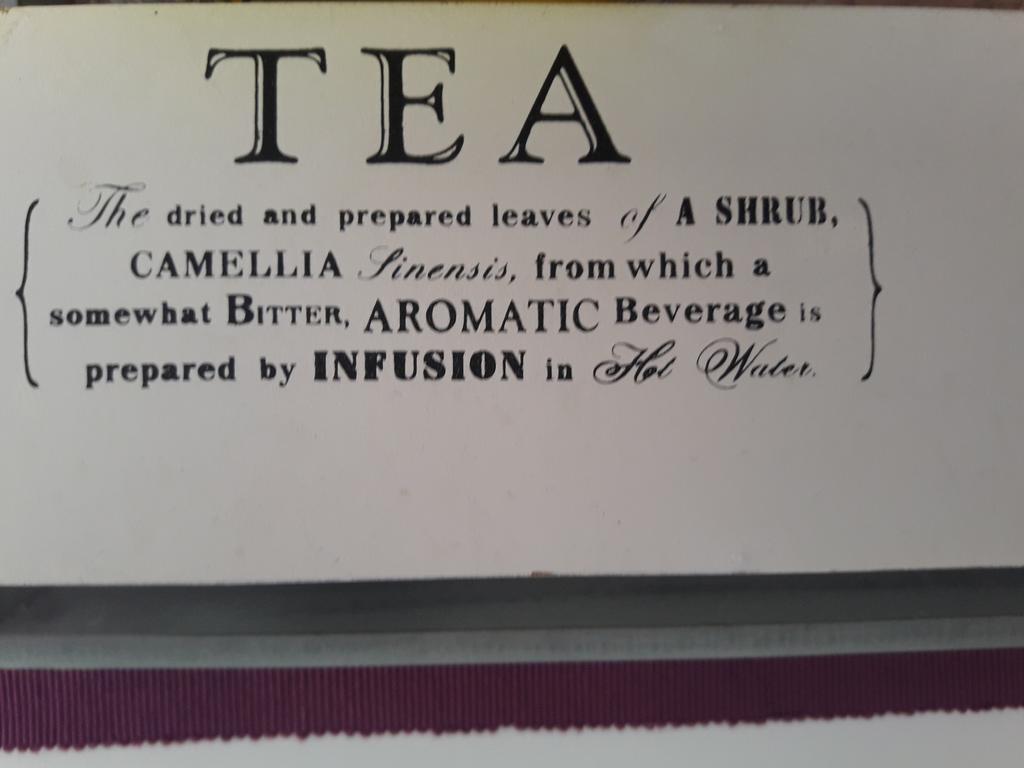 TEA
The dried and prepared leaves of A SHRUB,
CAMELLIA Sinensis, from which a
somewhat BITTER, AROMATIC Beverage is
prepared by INFUSION in Hot Water.